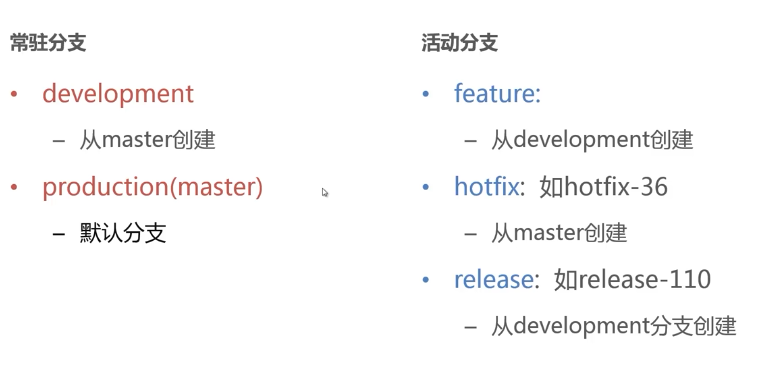 常驻分支
• development
– 从master创建
• production(master)
– 默认分支
活动分支
• feature:
– 从development创建
• hotfix: 如hotfix-36
– 从master创建
• release: 如release-110
– 从development分支创建